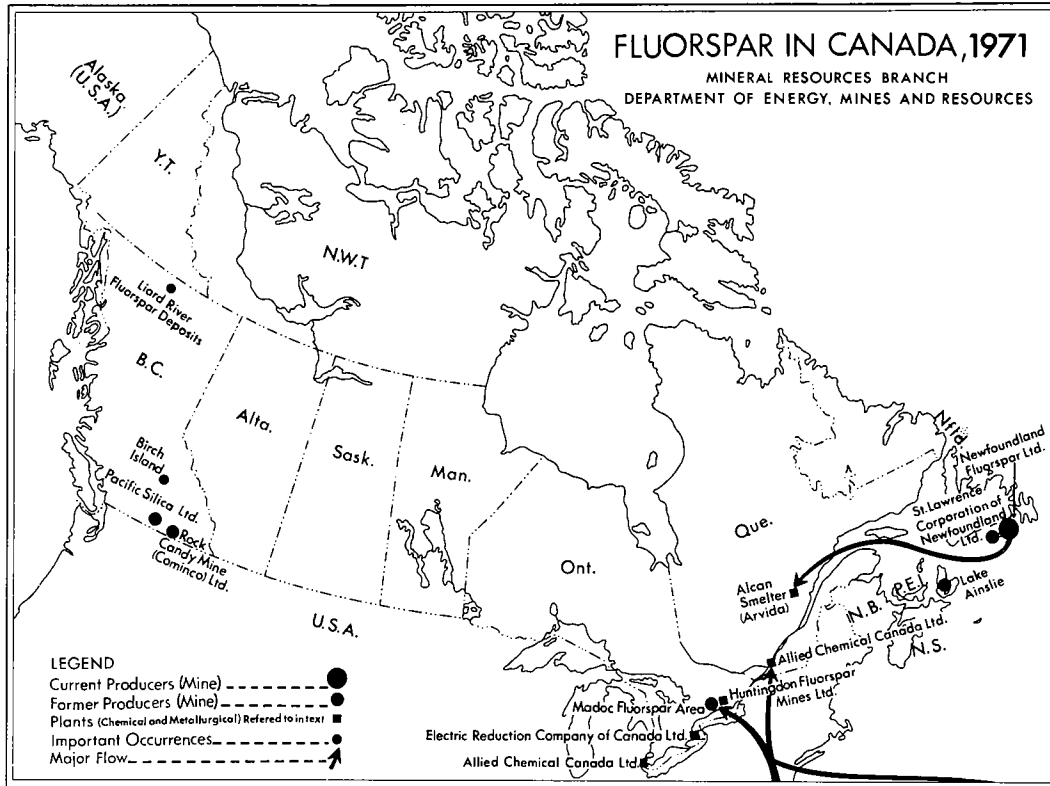 FLUORSPAR IN CANADA, 1971
MINERAL RESOURCES BRANCH
DEPARTMENT OF ENERGY, MINES AND RESOURCES
Alaska,
(U.S.A.)
Y.T.
N.W.T
Liard River
Fluorspar Deposits
B.C.
Alta.
Sask.
Man.
Ont.
Que.
Nfld.
Birch
Island
Pacific Silica Ltd.
Rock
Candy Mine
(Cominco) Ltd.
U.S.A.
Newfoundland
Fluorspar Ltd.
St. Lawrence
Corporation of
Newfoundland
Ltd.
Alcan
Smelter
(Arvida)
P.E.I.
Lake
Ainslie
N.B.
N.S.
Allied Chemical Canada Ltd.
Huntingdon Fluorspar
Mines Ltd.
Madoc Fluorspar Area
Electric Reduction Company of Canada Ltd.
Allied Chemical Canada Ltd.
LEGEND
Current Producers (Mine)
Former Producers (Mine)
Plants (Chemical and Metallurgical) Refered to in text
Important Occurrences
Major Flow